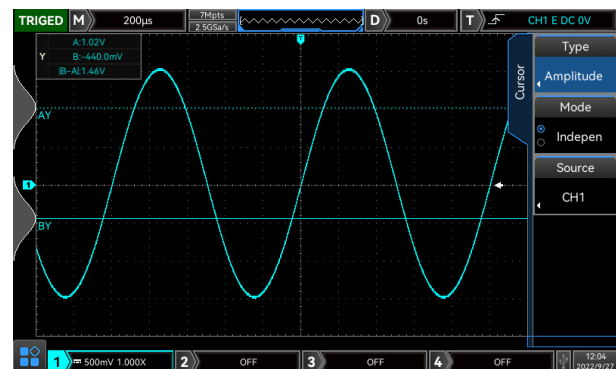 TRIGED M 200μs 7Mpts 2.5GSa/s D 0s T CH1 E DC 0V
T
Y A:1.02V
B:-440.0mV
|B-A|:1.46V
AY
1
BY
Cursor
Type
Amplitude
Mode
Indepen
Source
CH1
1 500mV 1.000X 2 OFF 3 OFF 4 OFF 12:04
2022/9/27